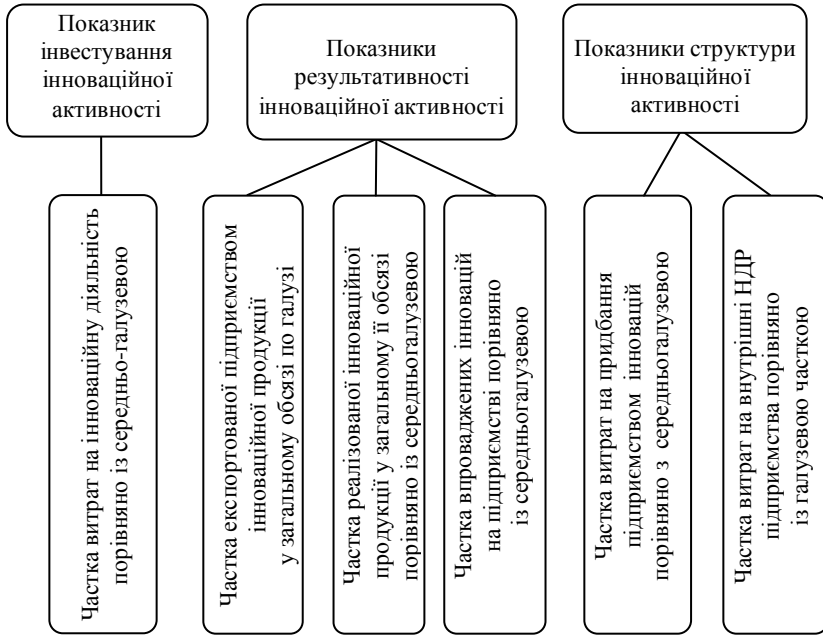 Показник
інвестування
інноваційної
активності
Показники
результативності
інноваційної активності
Показники структури
інноваційної
активності
Частка витрат на інноваційну діяльність
порівняно із середньо-галузевою
Частка експортованої підприємством
інноваційної продукції
у загальному обсязі по галузі
Частка реалізованої інноваційної
продукції у загальному її обсязі
порівняно із середньогалузевою
Частка впроваджених інновацій
на підприємстві порівняно
із середньогалузевою
Частка витрат на придбання
підприємством інновацій
порівняно з середньогалузевою
Частка витрат на внутрішні НДР
підприємства порівняно
із галузевою часткою